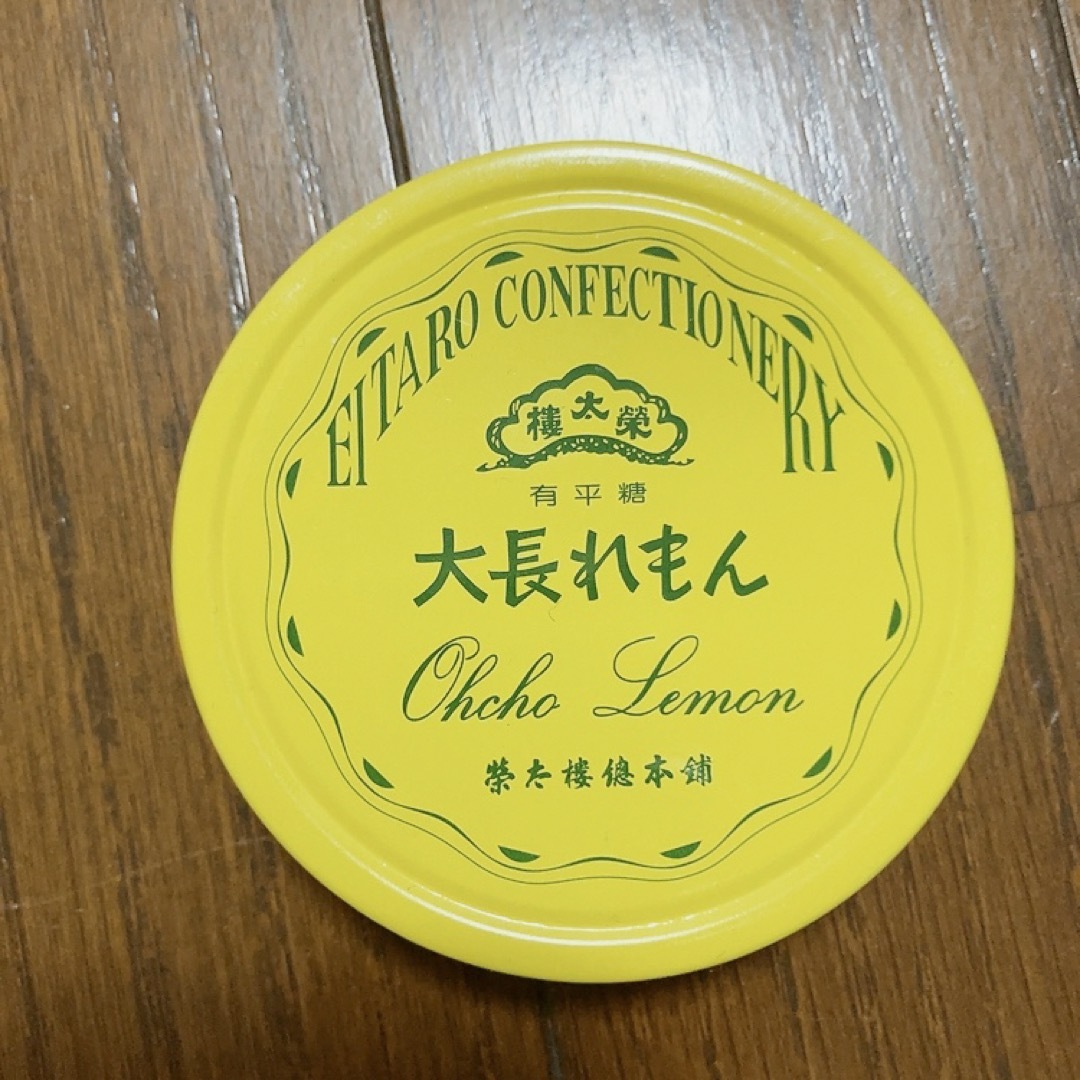 EITARO CONFECTIONERY
樓太榮
有平糖
大長れもん
Ohcho Lemon
榮太樓總本鋪